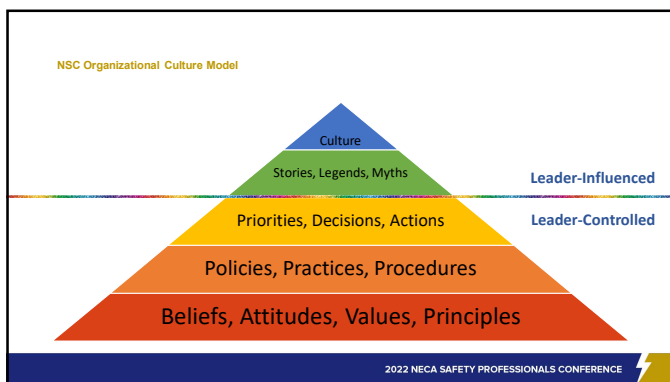 NSC Organizational Culture Model
Culture
Stories, Legends, Myths
Leader-Influenced
Priorities, Decisions, Actions
Leader-Controlled
Policies, Practices, Procedures
Beliefs, Attitudes, Values, Principles
2022 NECA SAFETY PROFESSIONALS CONFERENCE